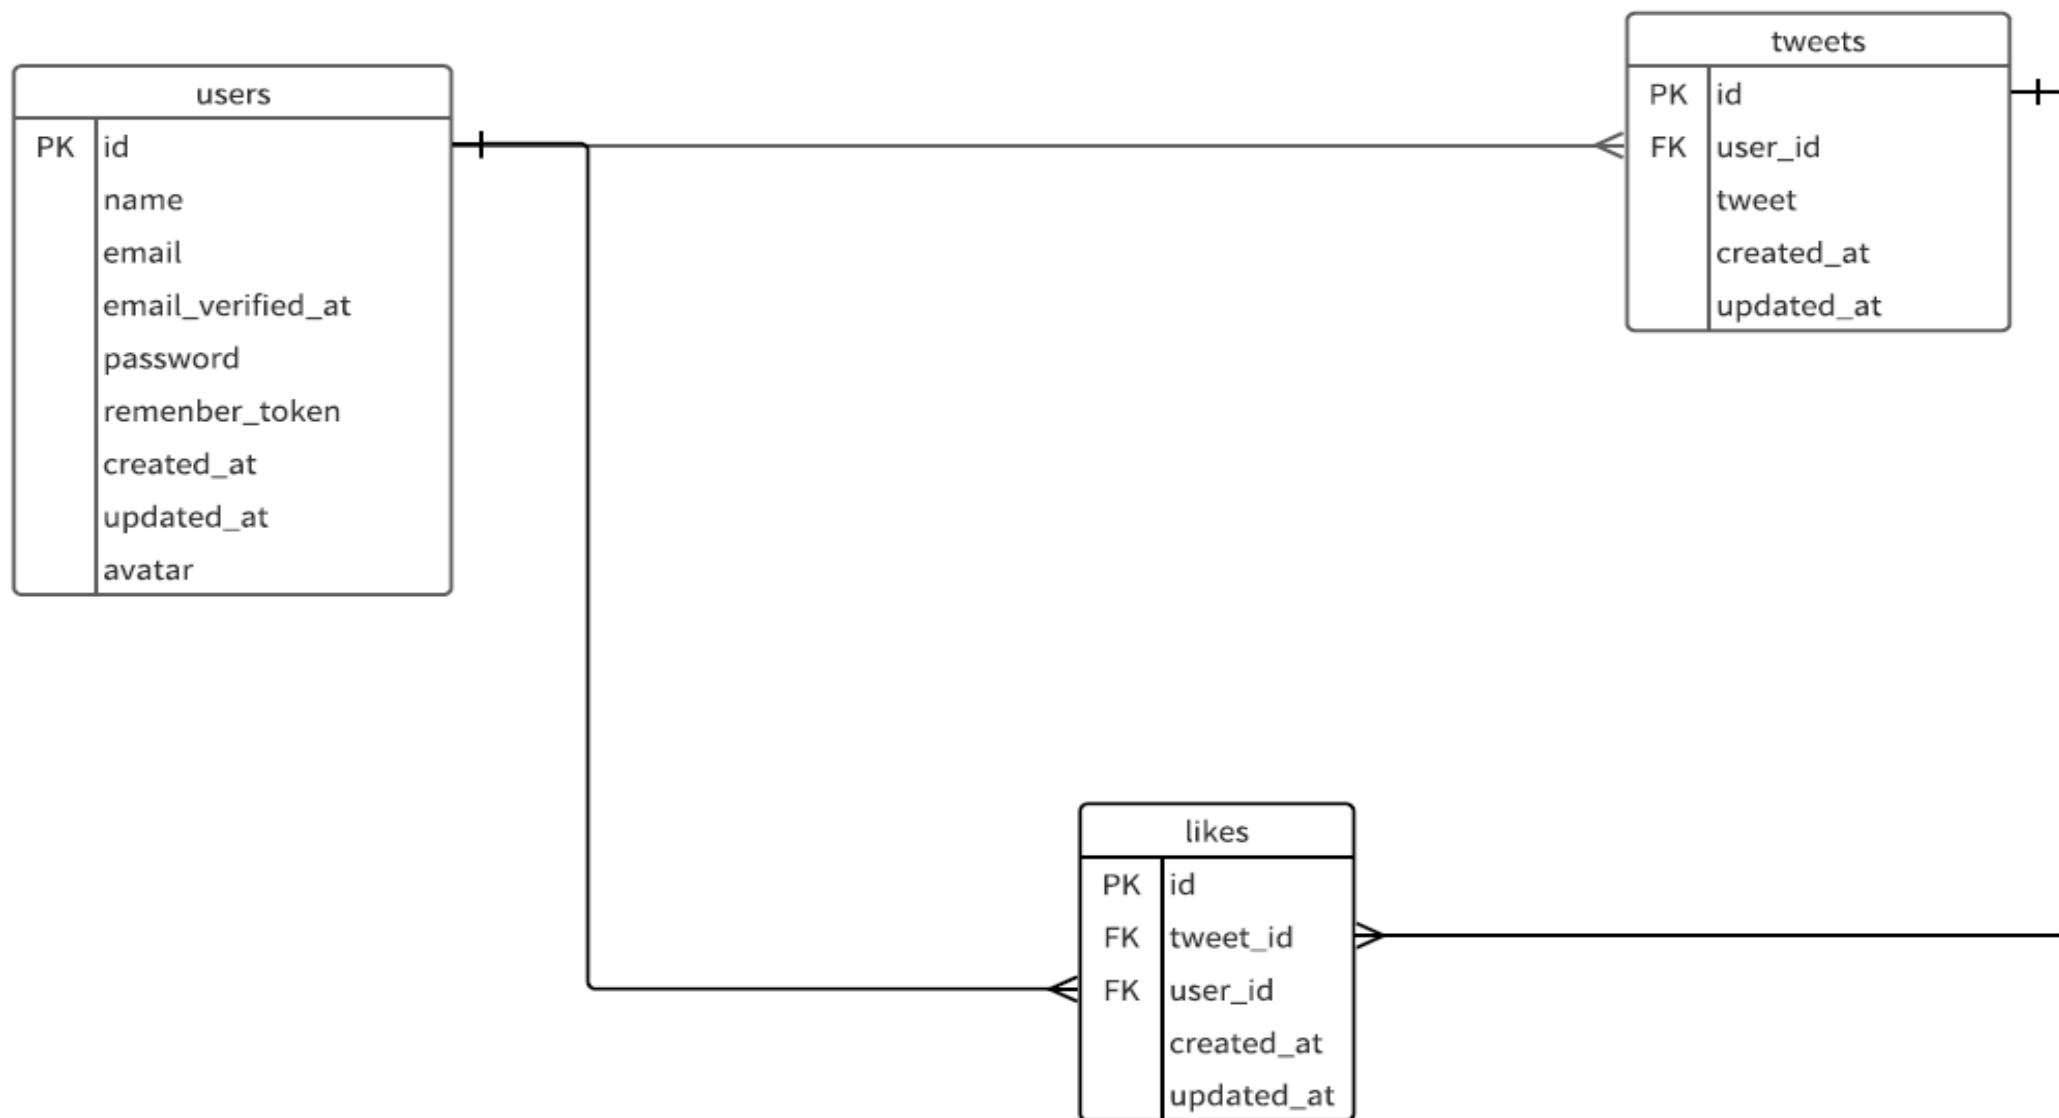 users
PK id
name
email
email_verified_at
password
remenber_token
created_at
updated_at
avatar
tweets
PK id
FK user_id
tweet
created_at
updated_at
likes
PK id
FK tweet_id
FK user_id
created_at
updated_at